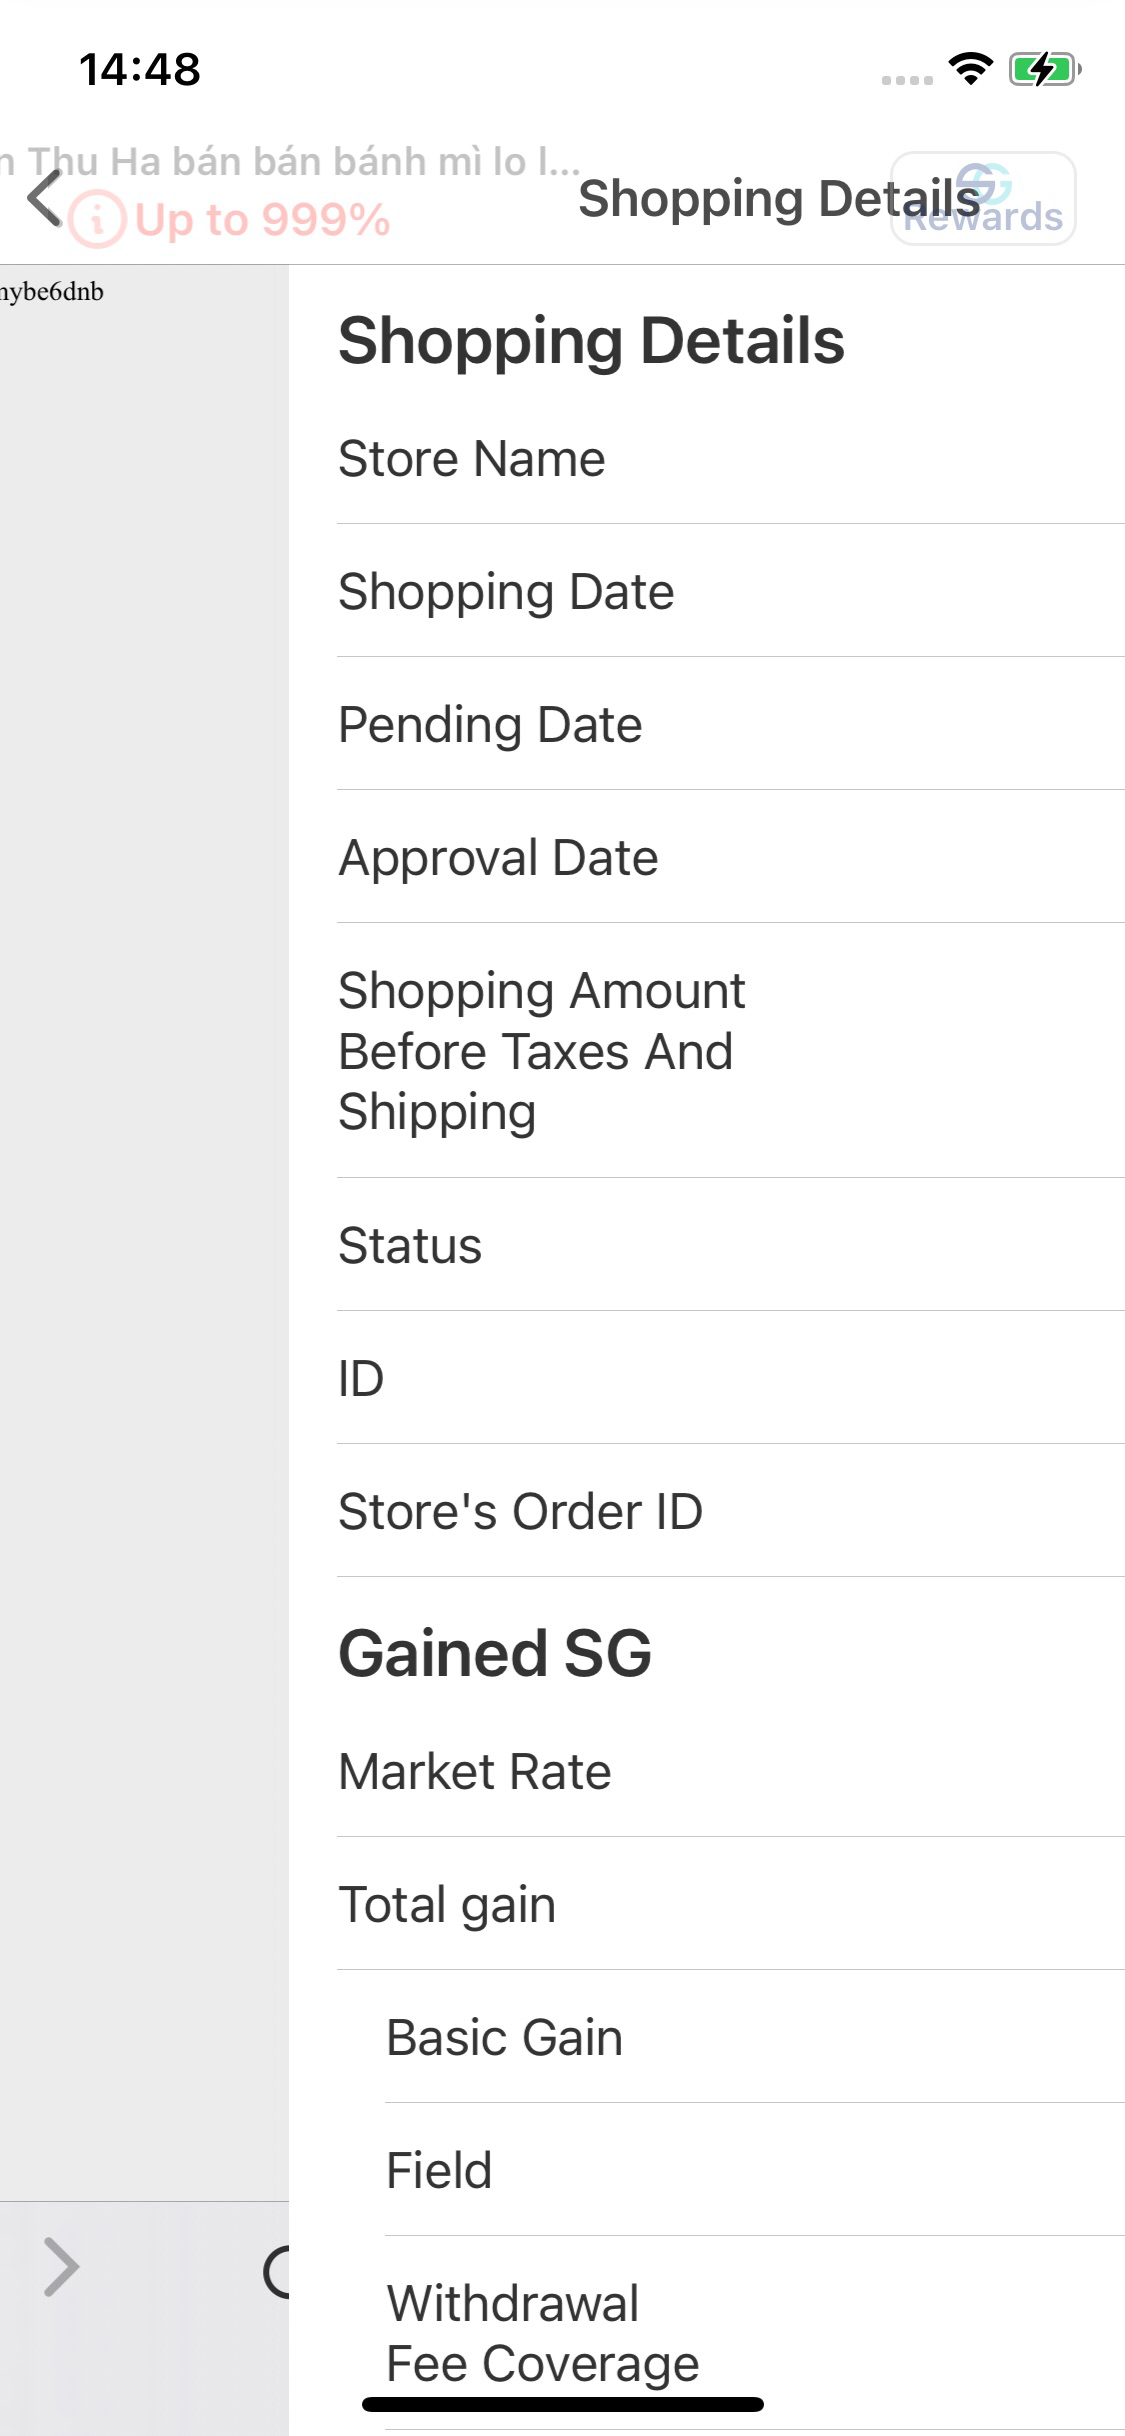 14:48
Thu Ha bán bán bánh mì lo l...
Up to 999%
Shopping Details
SG
Rewards
nybe6dnb
Shopping Details
Store Name
Shopping Date
Pending Date
Approval Date
Shopping Amount
Before Taxes And
Shipping
Status
ID
Store's Order ID
Gained SG
Market Rate
Total gain
Basic Gain
Field
Withdrawal
Fee Coverage